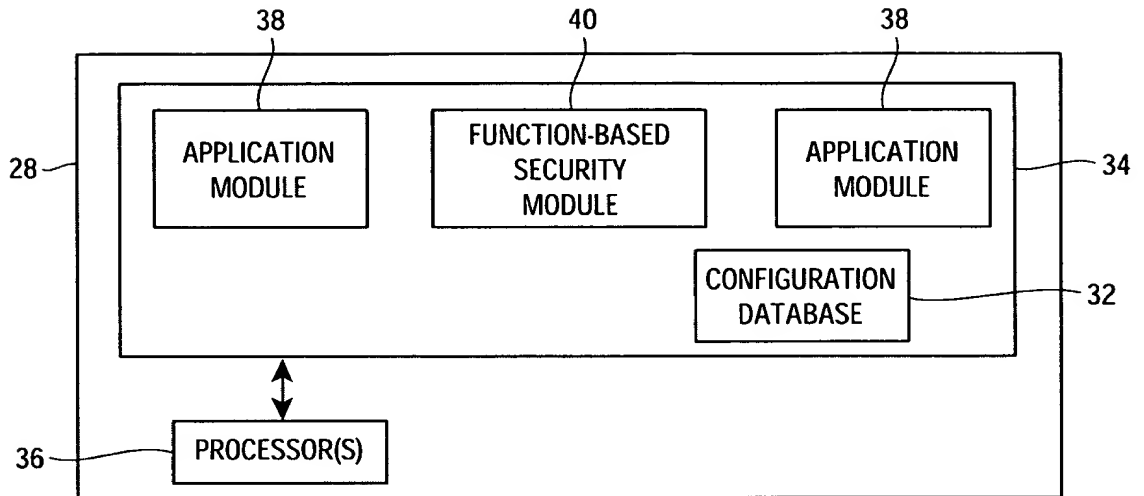 38
40
38
APPLICATION
MODULE
FUNCTION-BASED
SECURITY
MODULE
APPLICATION
MODULE
28
34
CONFIGURATION
DATABASE
32
PROCESSOR(S)
36